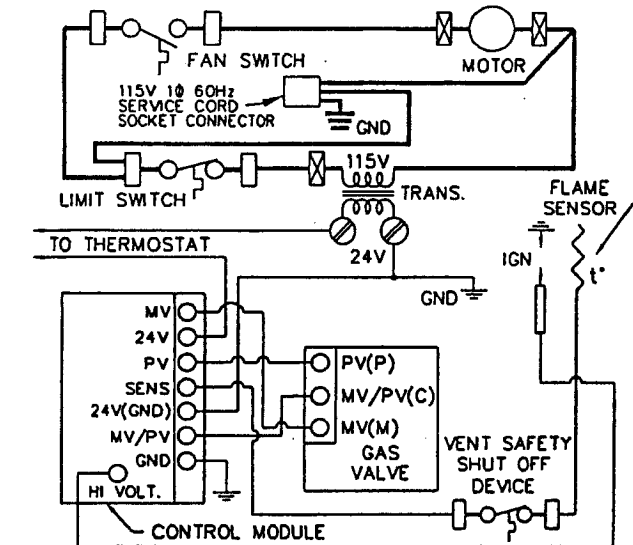 FAN SWITCH
MOTOR
115V 1Ø 60Hz
SERVICE CORD
SOCKET CONNECTOR
GND
115V
LIMIT SWITCH
TRANS.
FLAME
SENSOR
TO THERMOSTAT
24V
IGN
t°
GND
MV
24V
PV
SENS
24V(GND)
MV/PV
GND
HI VOLT.
PV(P)
MV/PV(C)
MV(M)
GAS
VALVE
VENT SAFETY
SHUT OFF
DEVICE
CONTROL MODULE